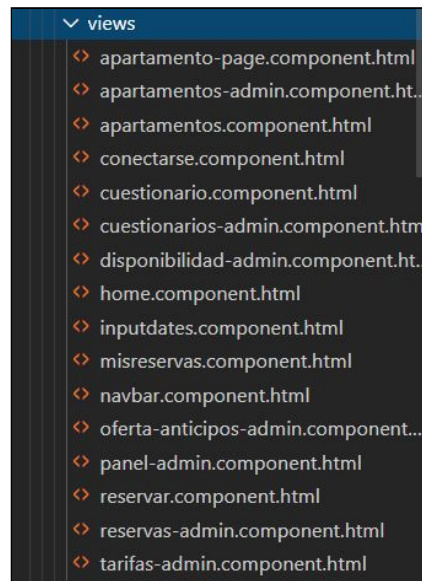 views
apartamento-page.component.html
apartamentos-admin.component.ht...
apartamentos.component.html
conectarse.component.html
cuestionario.component.html
cuestionarios-admin.component.htm
disponibilidad-admin.component.ht...
home.component.html
inputdates.component.html
misreservas.component.html
navbar.component.html
oferta-anticipos-admin.component...
panel-admin.component.html
reservar.component.html
reservas-admin.component.html
tarifas-admin.component.html